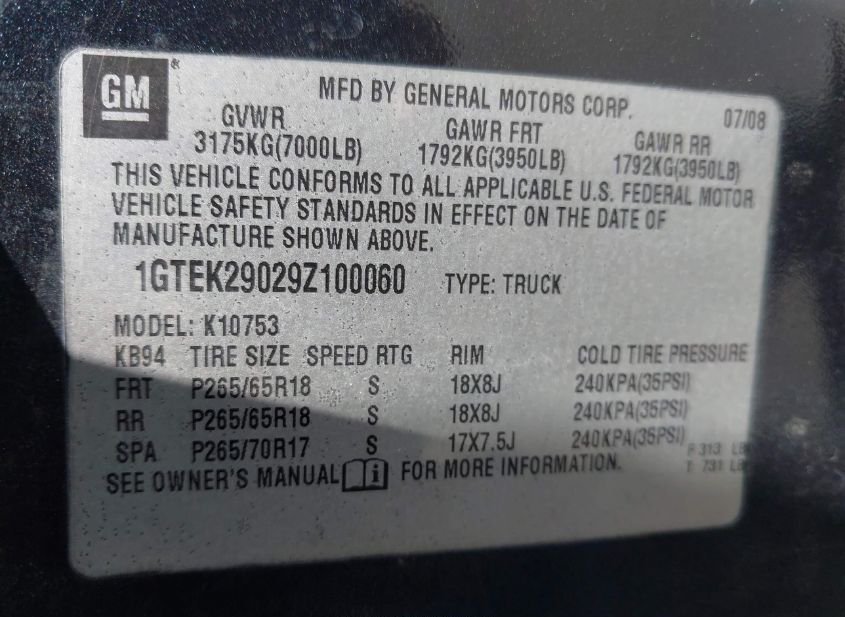 GM
MFD BY GENERAL MOTORS CORP. 07/08
GVWR GAWR FRT GAWR RR
3175KG(7000LB) 1792KG(3950LB) 1792KG(3950LB)
THIS VEHICLE CONFORMS TO ALL APPLICABLE U.S. FEDERAL MOTOR
VEHICLE SAFETY STANDARDS IN EFFECT ON THE DATE OF
MANUFACTURE SHOWN ABOVE.
1GTEK29029Z100060 TYPE: TRUCK
MODEL: K10753
KB94 TIRE SIZE SPEED RTG RIM COLD TIRE PRESSURE
FRT P265/65R18 S 18X8J 240KPA(35PSI)
RR P265/65R18 S 18X8J 240KPA(35PSI)
SPA P265/70R17 S 17X7.5J 240KPA(35PSI)
SEE OWNER'S MANUAL FOR MORE INFORMATION.
313
731